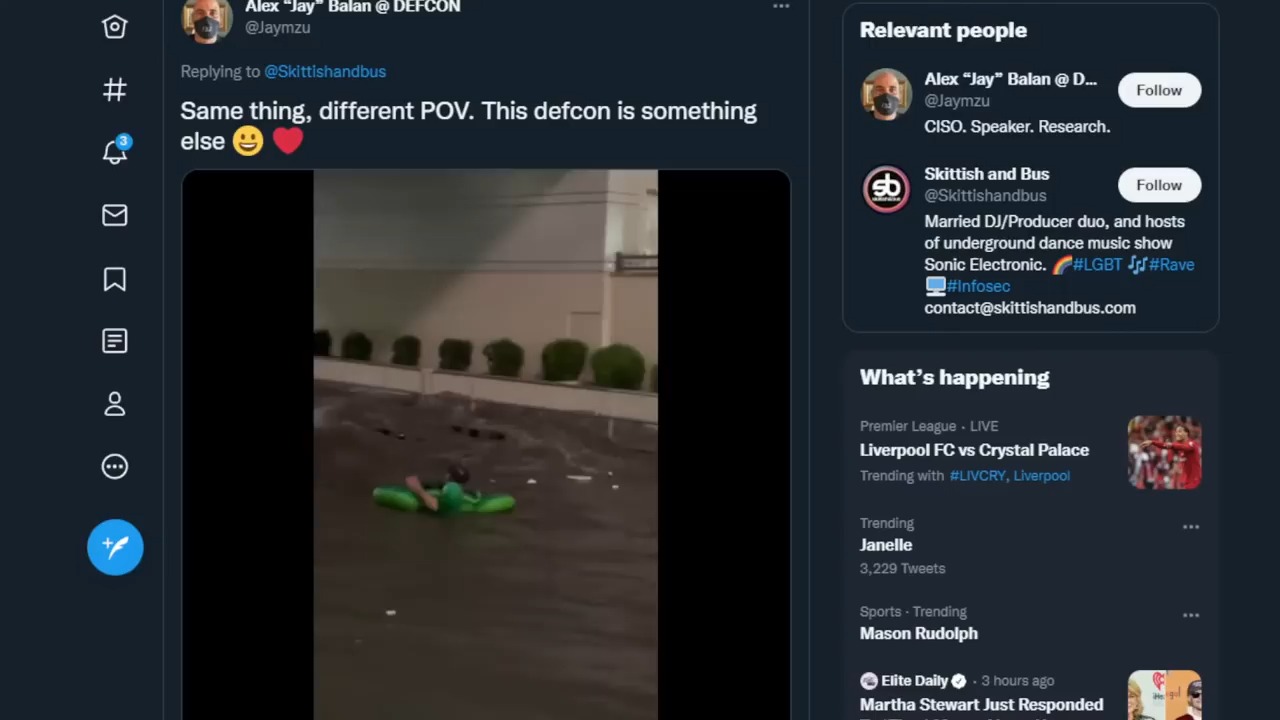 Alex “Jay” Balan @ DEFCON
@Jaymzu
Replying to @Skittishandbus
Same thing, different POV. This defcon is something
else 😀 ❤️
3
Relevant people
Alex “Jay” Balan @ D...
@Jaymzu
Follow
CISO. Speaker. Research.
Skittish and Bus
@Skittishandbus
Follow
sb
Married DJ/Producer duo, and hosts
of underground dance music show
Sonic Electronic. 🌈#LGBT 🎶#Rave
🖥️#Infosec
contact@skittishandbus.com
What’s happening
Premier League · LIVE
Liverpool FC vs Crystal Palace
Trending with #LIVCRY, Liverpool
Trending
Janelle
3,229 Tweets
Sports · Trending
Mason Rudolph
Elite Daily · 3 hours ago
Martha Stewart Just Responded